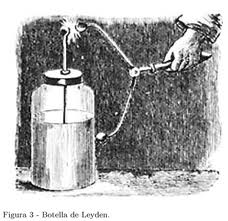 Figura 3 - Botella de Leyden.